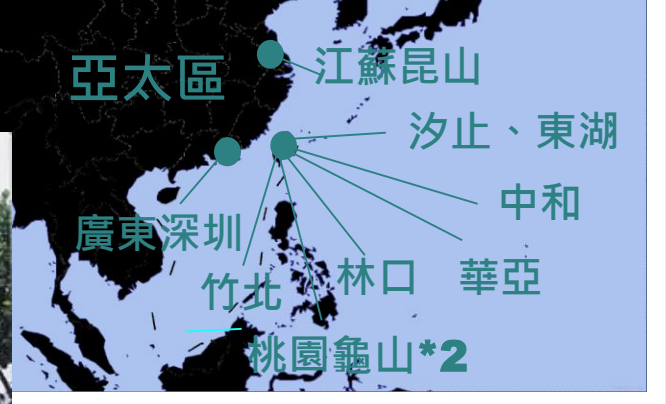 亞太區
江蘇昆山
汐止、東湖
中和
廣東深圳
竹北
林口
華亞
桃園龜山*2